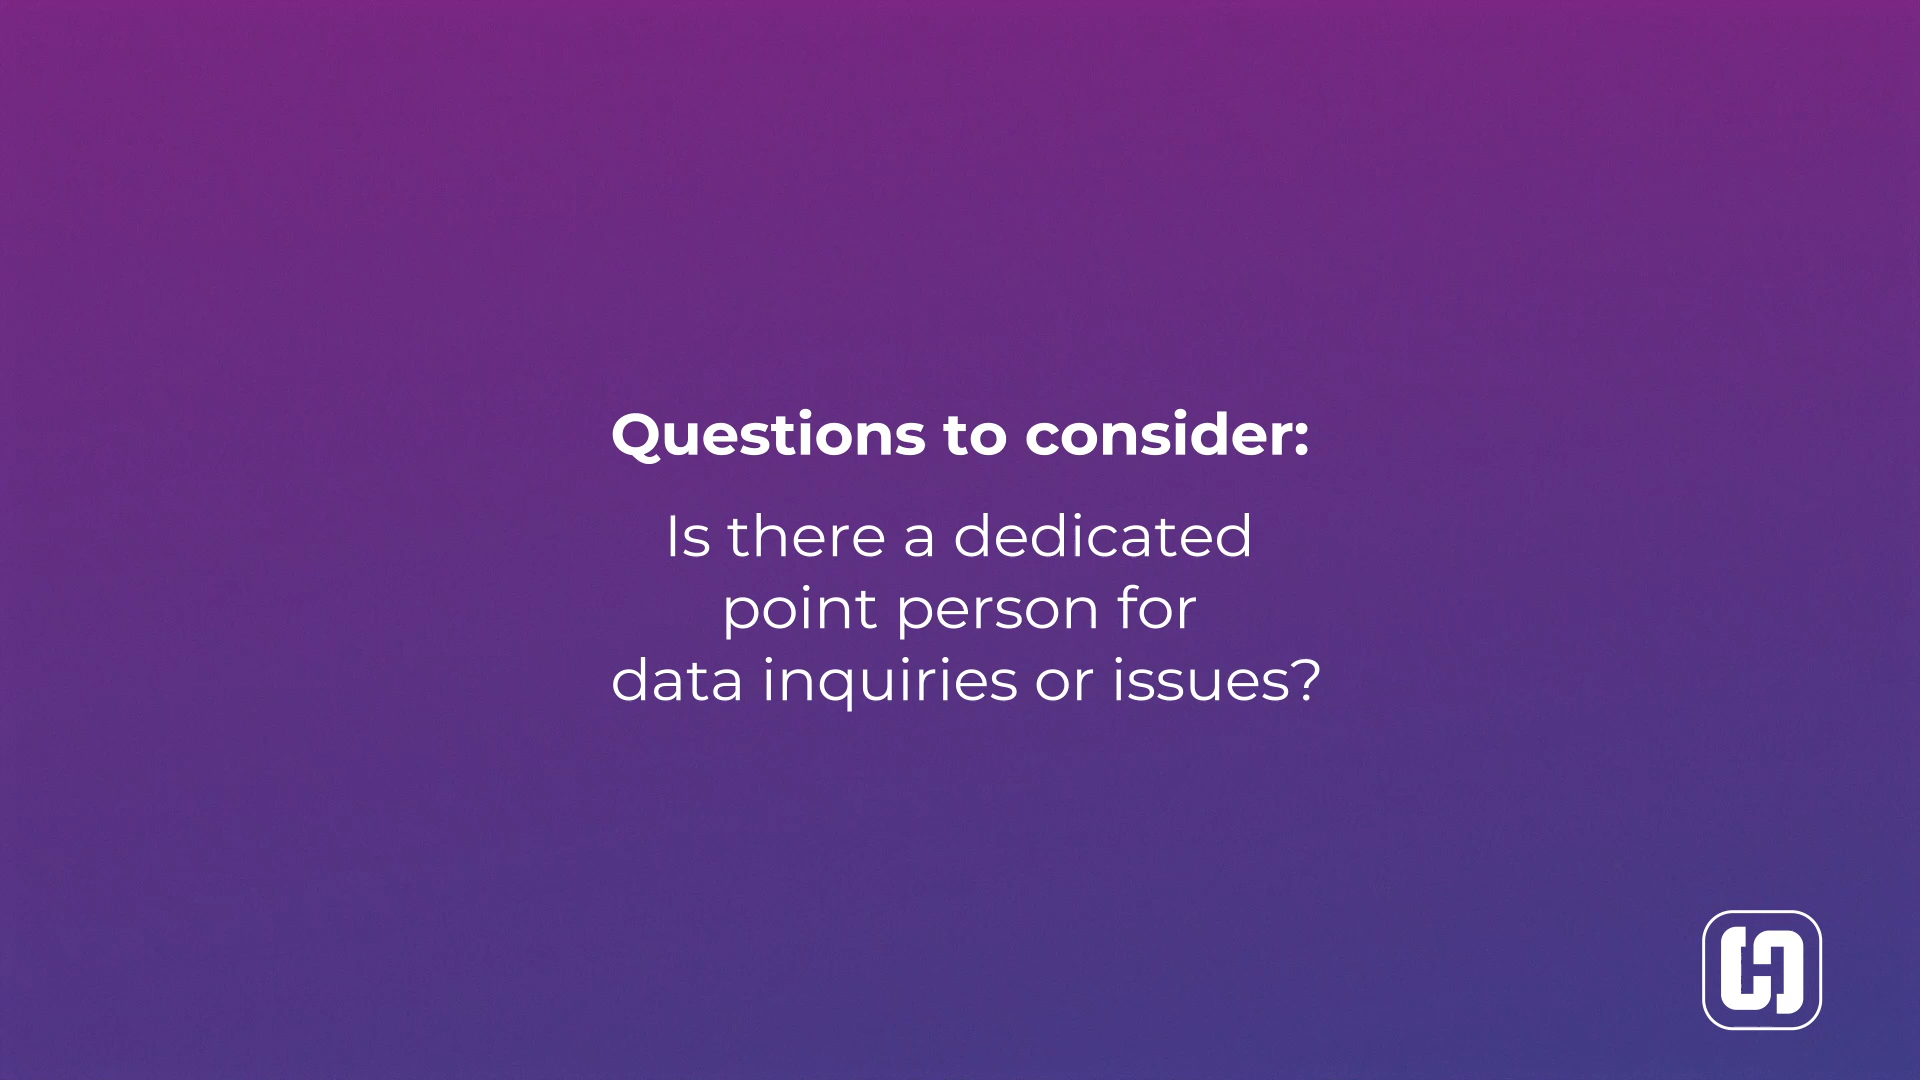 Questions to consider:
Is there a dedicated
point person for
data inquiries or issues?